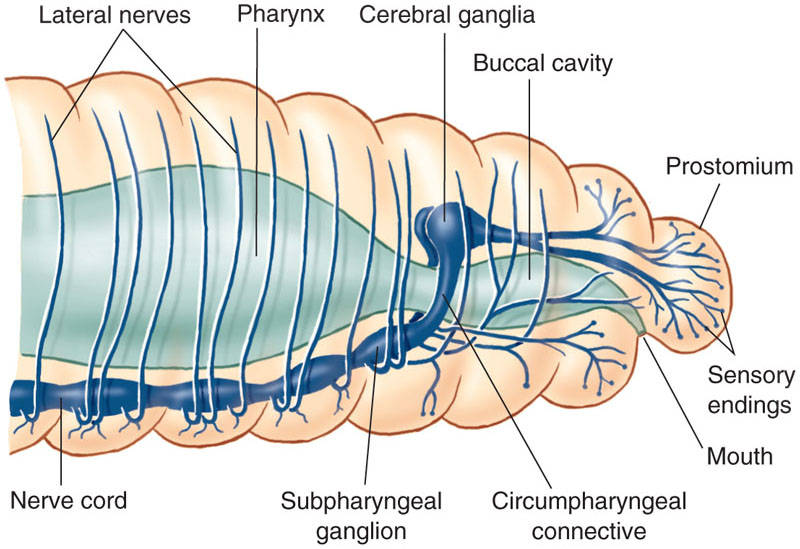 Lateral nerves
Pharynx
Cerebral ganglia
Buccal cavity
Prostomium
Sensory
endings
Mouth
Nerve cord
Subpharyngeal
ganglion
Circumpharyngeal
connective